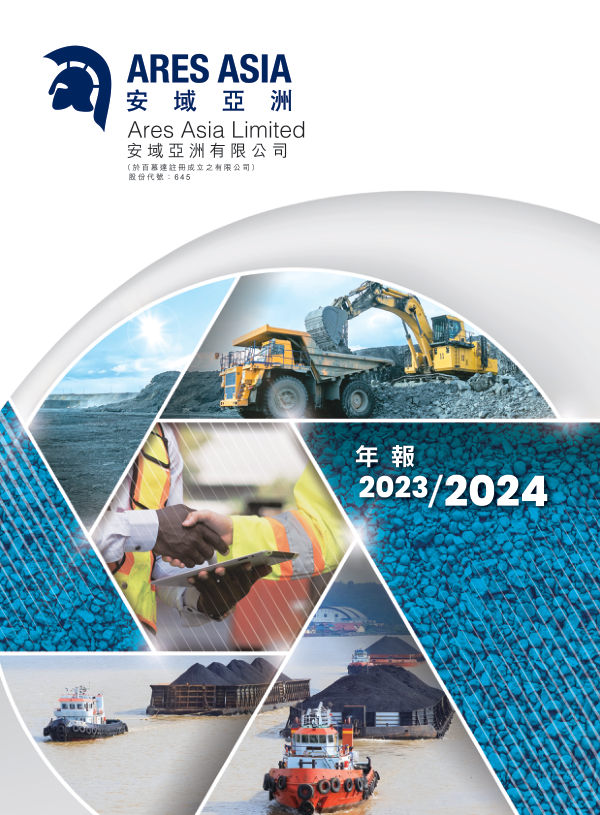 ARES ASIA
安域亞洲
Ares Asia Limited
安域亞洲有限公司
(於百慕達註冊成立之有限公司)
股份代號：645
年報
2023/2024